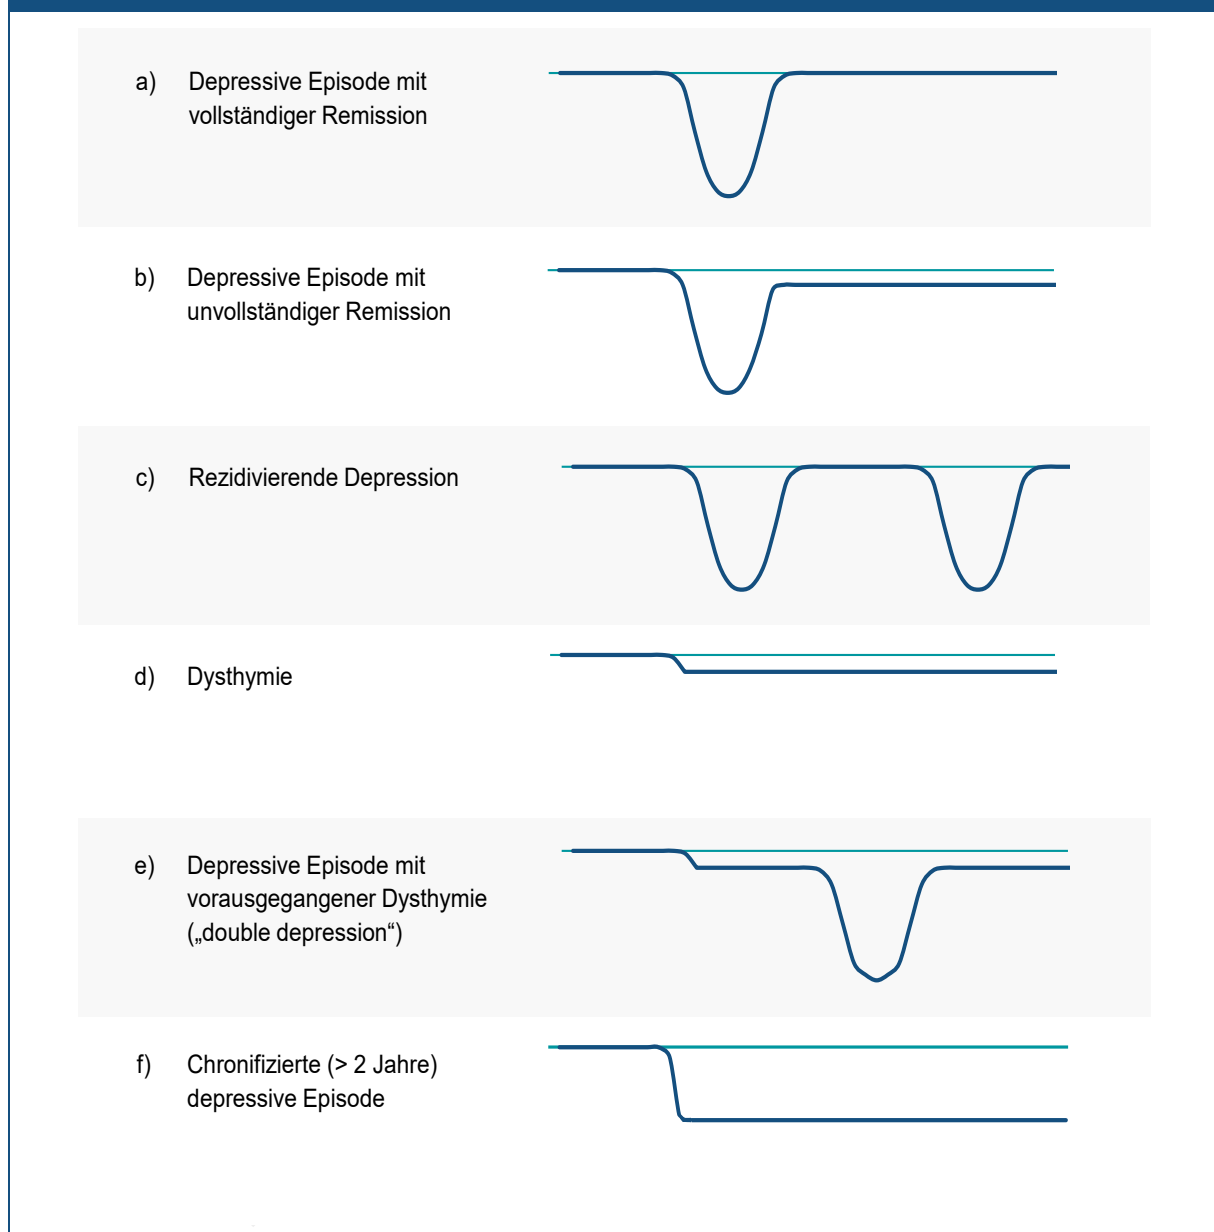 a) Depressive Episode mit
vollständiger Remission
b) Depressive Episode mit
unvollständiger Remission
c) Rezidivierende Depression
d) Dysthymie
e) Depressive Episode mit
vorausgegangener Dysthymie
(„double depression“)
f) Chronifizierte (> 2 Jahre)
depressive Episode